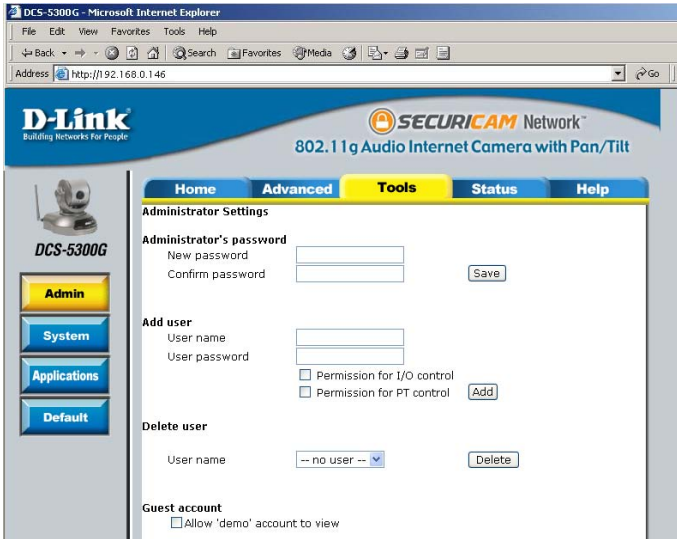 DCS-5300G - Microsoft Internet Explorer
File Edit View Favorites Tools Help
Back Search Favorites Media
Address http://192.168.0.146 Go
D-Link
Building Networks For People
SECURICAM Network™
802.11g Audio Internet Camera with Pan/Tilt
Home Advanced Tools Status Help
DCS-5300G
Admin
System
Applications
Default
Administrator Settings
Administrator's password
New password
Confirm password Save
Add user
User name
User password
Permission for I/O control
Permission for PT control Add
Delete user
User name -- no user -- Delete
Guest account
Allow 'demo' account to view